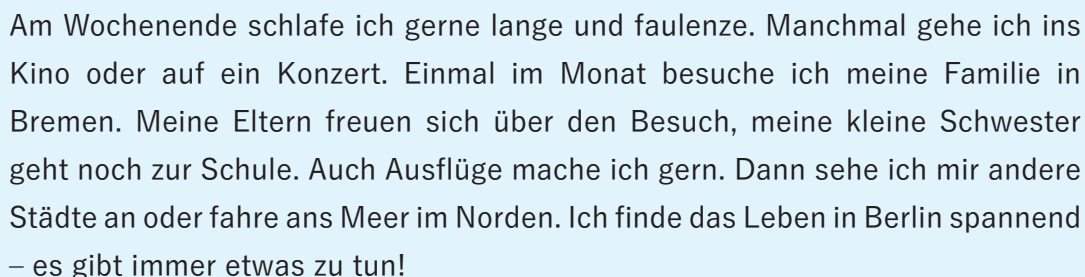 Am Wochenende schlafe ich gerne lange und faulenze. Manchmal gehe ich ins
Kino oder auf ein Konzert. Einmal im Monat besuche ich meine Familie in
Bremen. Meine Eltern freuen sich über den Besuch, meine kleine Schwester
geht noch zur Schule. Auch Ausflüge mache ich gern. Dann sehe ich mir andere
Städte an oder fahre ans Meer im Norden. Ich finde das Leben in Berlin spannend
– es gibt immer etwas zu tun!